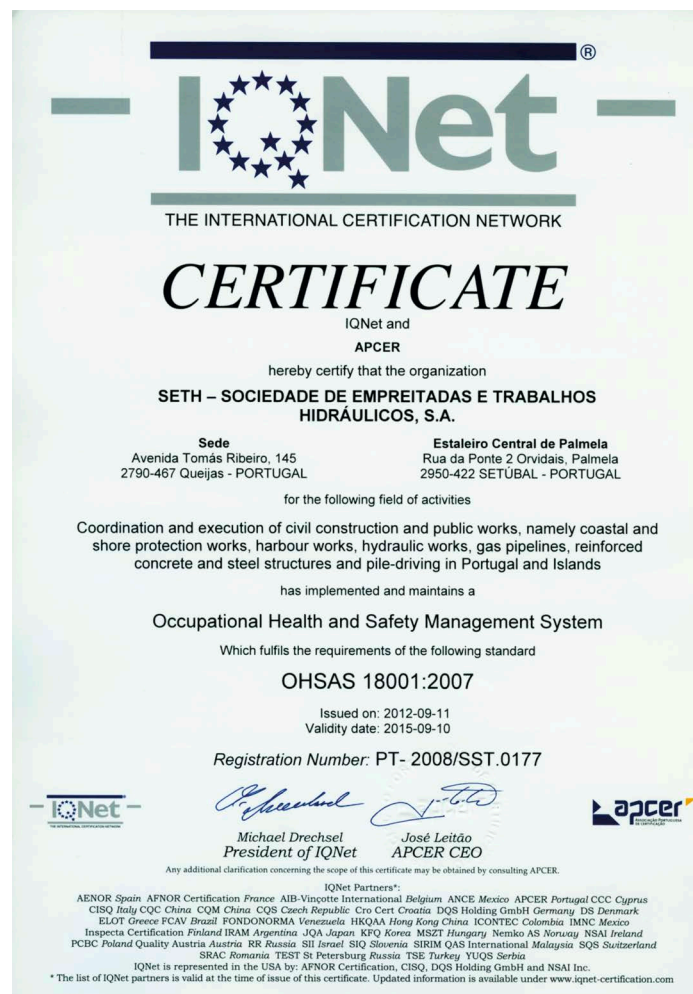 IQNet ®
THE INTERNATIONAL CERTIFICATION NETWORK
CERTIFICATE
IQNet and
APCER
hereby certify that the organization
SETH – SOCIEDADE DE EMPREITADAS E TRABALHOS
HIDRÁULICOS, S.A.
Sede
Avenida Tomás Ribeiro, 145
2790-467 Queijas - PORTUGAL
Estaleiro Central de Palmela
Rua da Ponte 2 Orvidais, Palmela
2950-422 SETÚBAL - PORTUGAL
for the following field of activities
Coordination and execution of civil construction and public works, namely coastal and
shore protection works, harbour works, hydraulic works, gas pipelines, reinforced
concrete and steel structures and pile-driving in Portugal and Islands
has implemented and maintains a
Occupational Health and Safety Management System
Which fulfils the requirements of the following standard
OHSAS 18001:2007
Issued on: 2012-09-11
Validity date: 2015-09-10
Registration Number: PT- 2008/SST.0177
IQNet
THE INTERNATIONAL CERTIFICATION NETWORK
Michael Drechsel
President of IQNet
José Leitão
APCER CEO
apcer
ASSOCIAÇÃO PORTUGUESA
DE CERTIFICAÇÃO
Any additional clarification concerning the scope of this certificate may be obtained by consulting APCER.
IQNet Partners*:
AENOR Spain AFNOR Certification France AIB-Vinçotte International Belgium ANCE Mexico APCER Portugal CCC Cyprus
CISQ Italy CQC China CQM China CQS Czech Republic Cro Cert Croatia DQS Holding GmbH Germany DS Denmark
ELOT Greece FCAV Brazil FONDONORMA Venezuela HKQAA Hong Kong China ICONTEC Colombia IMNC Mexico
Inspecta Certification Finland IRAM Argentina JQA Japan KFQ Korea MSZT Hungary Nemko AS Norway NSAI Ireland
PCBC Poland Quality Austria Austria RR Russia SII Israel SIQ Slovenia SIRIM QAS International Malaysia SQS Switzerland
SRAC Romania TEST St Petersburg Russia TSE Turkey YUQS Serbia
IQNet is represented in the USA by: AFNOR Certification, CISQ, DQS Holding GmbH and NSAI Inc.
* The list of IQNet partners is valid at the time of issue of this certificate. Updated information is available under www.iqnet-certification.com